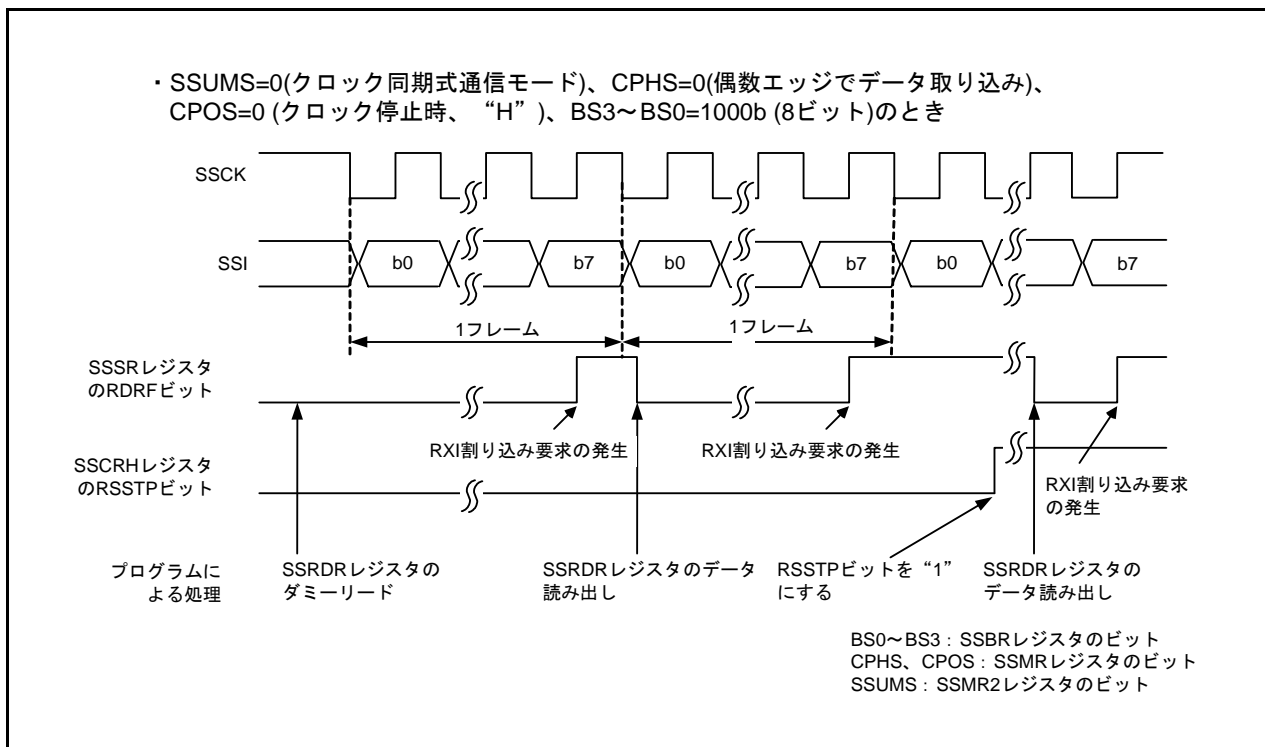 ・SSUMS=0(クロック同期式通信モード)、CPHS=0(偶数エッジでデータ取り込み)、
CPOS=0 (クロック停止時、“H”)、BS3～BS0=1000b (8ビット)のとき
SSCK
SSI
b0
b7
b0
b7
b0
b7
1フレーム
1フレーム
SSSRレジスタ
のRDRFビット
RXI割り込み要求の発生
RXI割り込み要求の発生
RXI割り込み要求
の発生
SSCRHレジスタ
のRSSTPビット
プログラムに
よる処理
SSRDRレジスタの
ダミーリード
SSRDRレジスタのデータ
読み出し
RSSTPビットを“1”
にする
SSRDRレジスタの
データ読み出し
BS0～BS3：SSBRレジスタのビット
CPHS、CPOS：SSMRレジスタのビット
SSUMS：SSMR2レジスタのビット